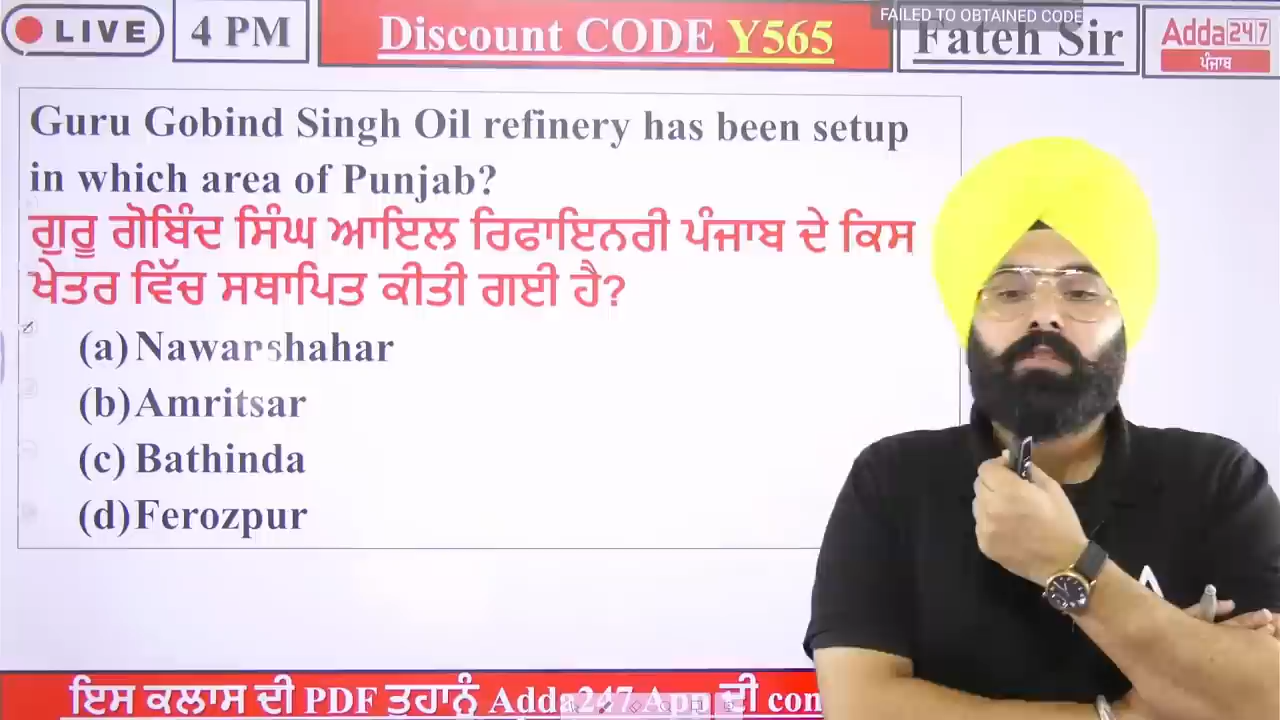 LIVE
4 PM
Discount CODE Y565
FAILED TO OBTAINED CODE
Fateh Sir
Adda247
ਪੰਜਾਬ
Guru Gobind Singh Oil refinery has been setup
in which area of Punjab?
ਗੁਰੂ ਗੋਬਿੰਦ ਸਿੰਘ ਆਇਲ ਰਿਫਾਇਨਰੀ ਪੰਜਾਬ ਦੇ ਕਿਸ
ਖੇਤਰ ਵਿੱਚ ਸਥਾਪਿਤ ਕੀਤੀ ਗਈ ਹੈ?
(a) Nawanshahar
(b) Amritsar
(c) Bathinda
(d) Ferozpur
ਇਸ ਕਲਾਸ ਦੀ PDF ਤੁਹਾਨੂੰ Adda247 App ਦੀ com